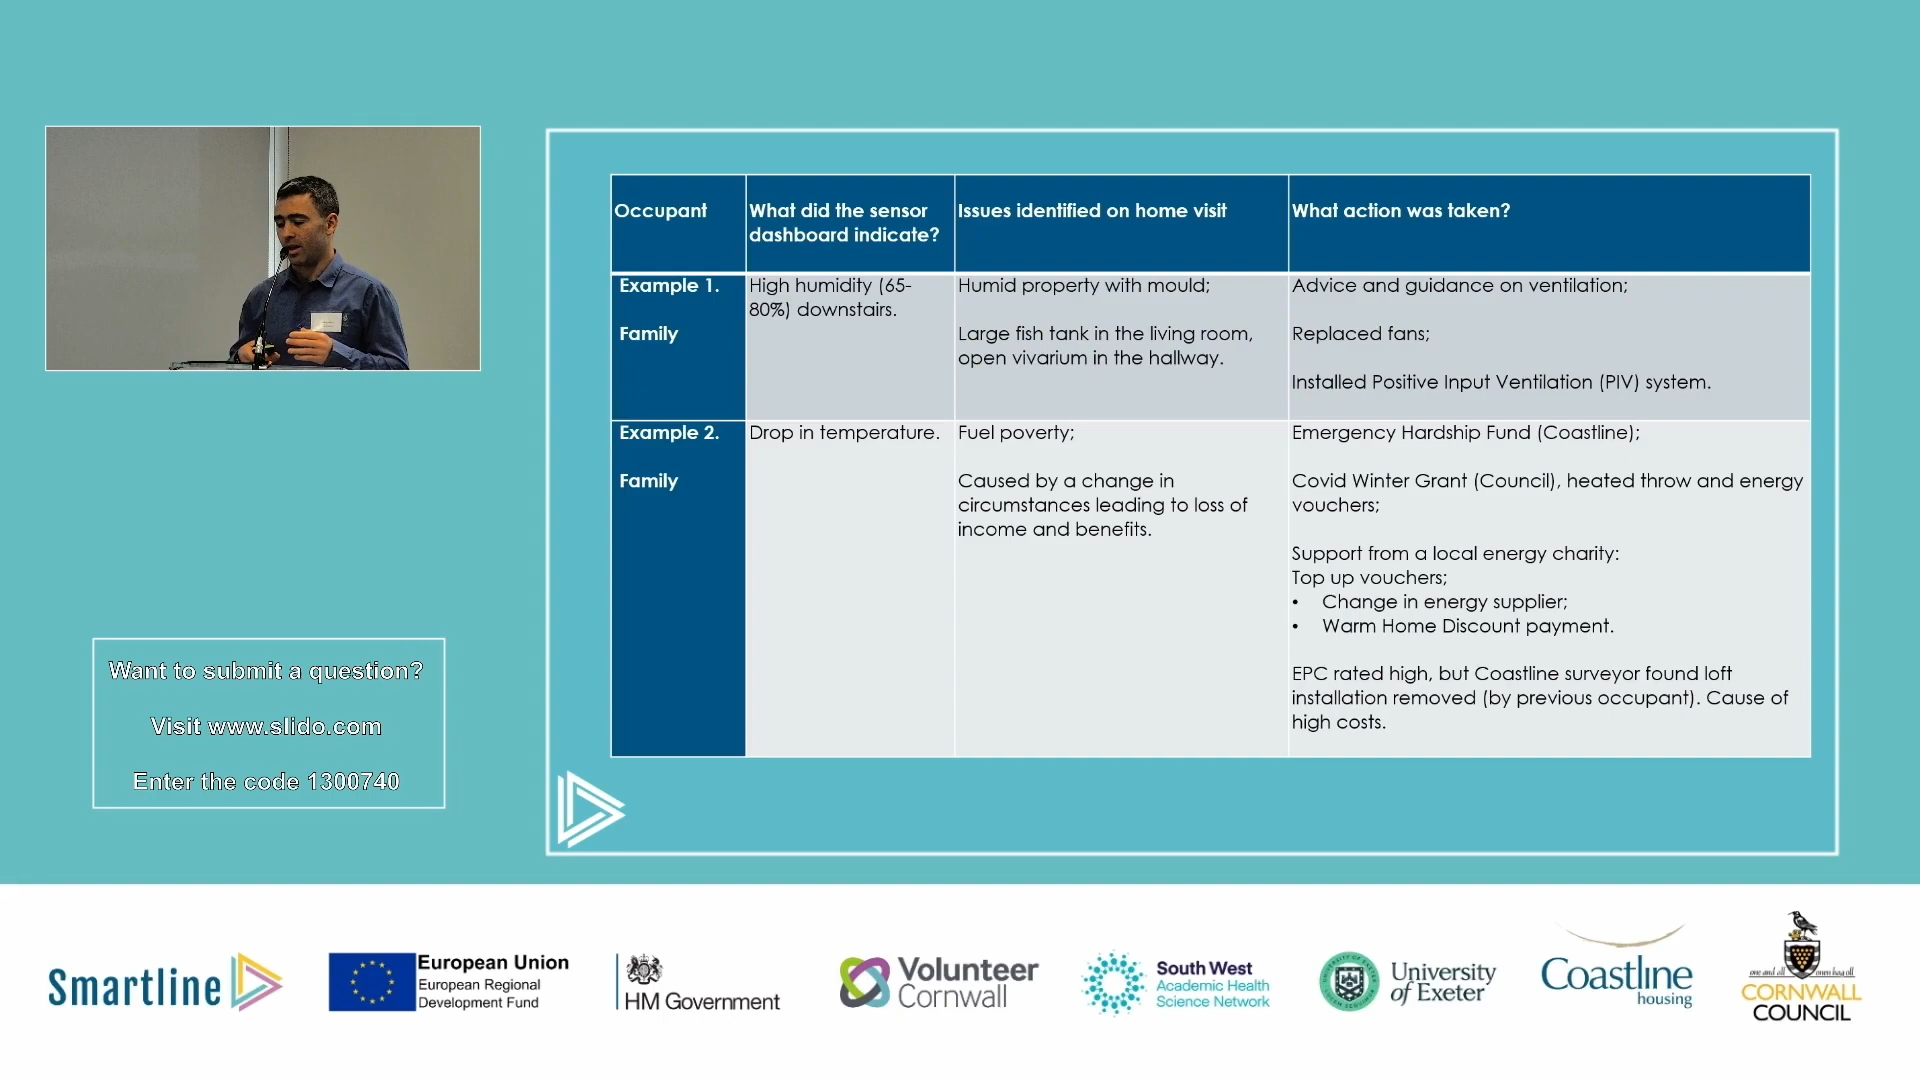 Occupant
What did the sensor
dashboard indicate?
Issues identified on home visit
What action was taken?
Example 1.
Family
High humidity (65-
80%) downstairs.
Humid property with mould;
Large fish tank in the living room,
open vivarium in the hallway.
Advice and guidance on ventilation;
Replaced fans;
Installed Positive Input Ventilation (PIV) system.
Example 2.
Family
Drop in temperature.
Fuel poverty;
Caused by a change in
circumstances leading to loss of
income and benefits.
Emergency Hardship Fund (Coastline);
Covid Winter Grant (Council), heated throw and energy
vouchers;
Support from a local energy charity:
Top up vouchers;
• Change in energy supplier;
• Warm Home Discount payment.
EPC rated high, but Coastline surveyor found loft
installation removed (by previous occupant). Cause of
high costs.
Want to submit a question?
Visit www.slido.com
Enter the code 1300740
Smartline
European Union
European Regional
Development Fund
HM Government
Volunteer
Cornwall
South West
Academic Health
Science Network
University
of Exeter
Coastline
housing
one and all
CORNWALL
COUNCIL